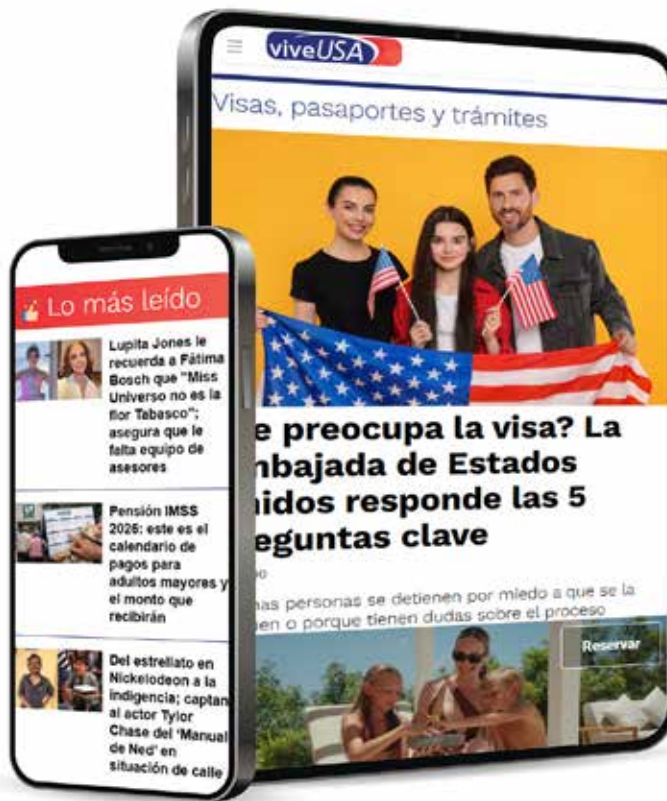 viveUSA
Visas, pasaportes y trámites
e preocupa la visa? La
mbajada de Estados
nidos responde las 5
eguntas clave
nas personas se detienen por miedo a que se la
uen o porque tienen dudas sobre el proceso
Reservar
Lo más leído
Lupita Jones le
recuerda a Fátima
Bosch que "Miss
Universo no es la
flor Tabasco";
asegura que le
falta equipo de
asesores
Pensión IMSS
2026: este es el
calendario de
pagos para
adultos mayores y
el monto que
recibirán
Del estrellato en
Nickelodeon a la
indigencia; captan
al actor Tylor
Chase del 'Manual
de Ned' en
situación de calle